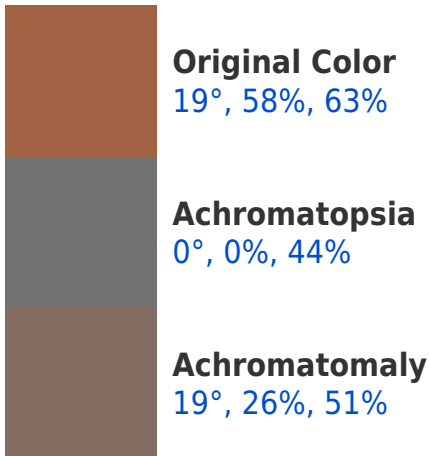 Original Color
19°, 58%, 63%
Achromatopsia
0°, 0%, 44%
Achromatomaly
19°, 26%, 51%